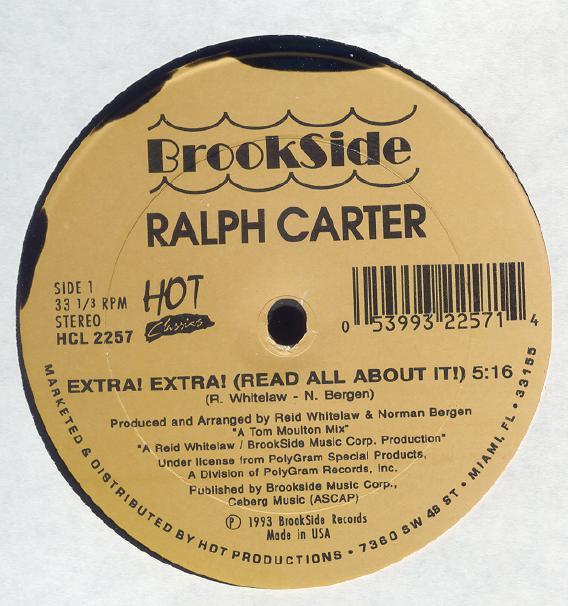 BrookSide
RALPH CARTER
SIDE 1
33 1/3 RPM
STEREO
HCL 2257
HOT
Classics
0 53993 22571 4
EXTRA! EXTRA! (READ ALL ABOUT IT!) 5:16
(R. Whitelaw - N. Bergen)
Produced and Arranged by Reid Whitelaw & Norman Bergen
"A Tom Moulton Mix"
"A Reid Whitelaw / BrookSide Music Corp. Production"
Under license from PolyGram Special Products,
A Division of PolyGram Records, Inc.
Published by Brookside Music Corp.,
Ceberg Music (ASCAP)
℗ 1993 BrookSide Records
Made in USA
MARKETED & DISTRIBUTED BY HOT PRODUCTIONS • 7360 SW 48 ST • MIAMI, FL • 33155